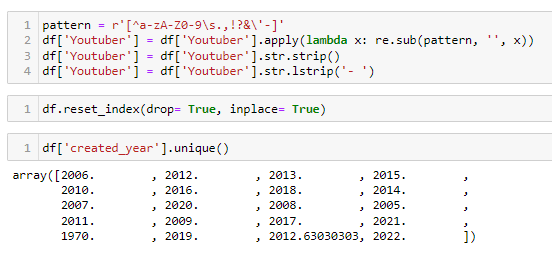 1 pattern = r'[^a-zA-Z0-9\s.,!?&\'-]'
2 df['Youtuber'] = df['Youtuber'].apply(lambda x: re.sub(pattern, '', x))
3 df['Youtuber'] = df['Youtuber'].str.strip()
4 df['Youtuber'] = df['Youtuber'].str.lstrip('- ')
1 df.reset_index(drop= True, inplace= True)
1 df['created_year'].unique()
array([2006.        , 2012.        , 2013.        , 2015.        ,
       2010.        , 2016.        , 2018.        , 2014.        ,
       2007.        , 2020.        , 2008.        , 2005.        ,
       2011.        , 2009.        , 2017.        , 2021.        ,
       1970.        , 2019.        , 2012.63030303, 2022.        ])